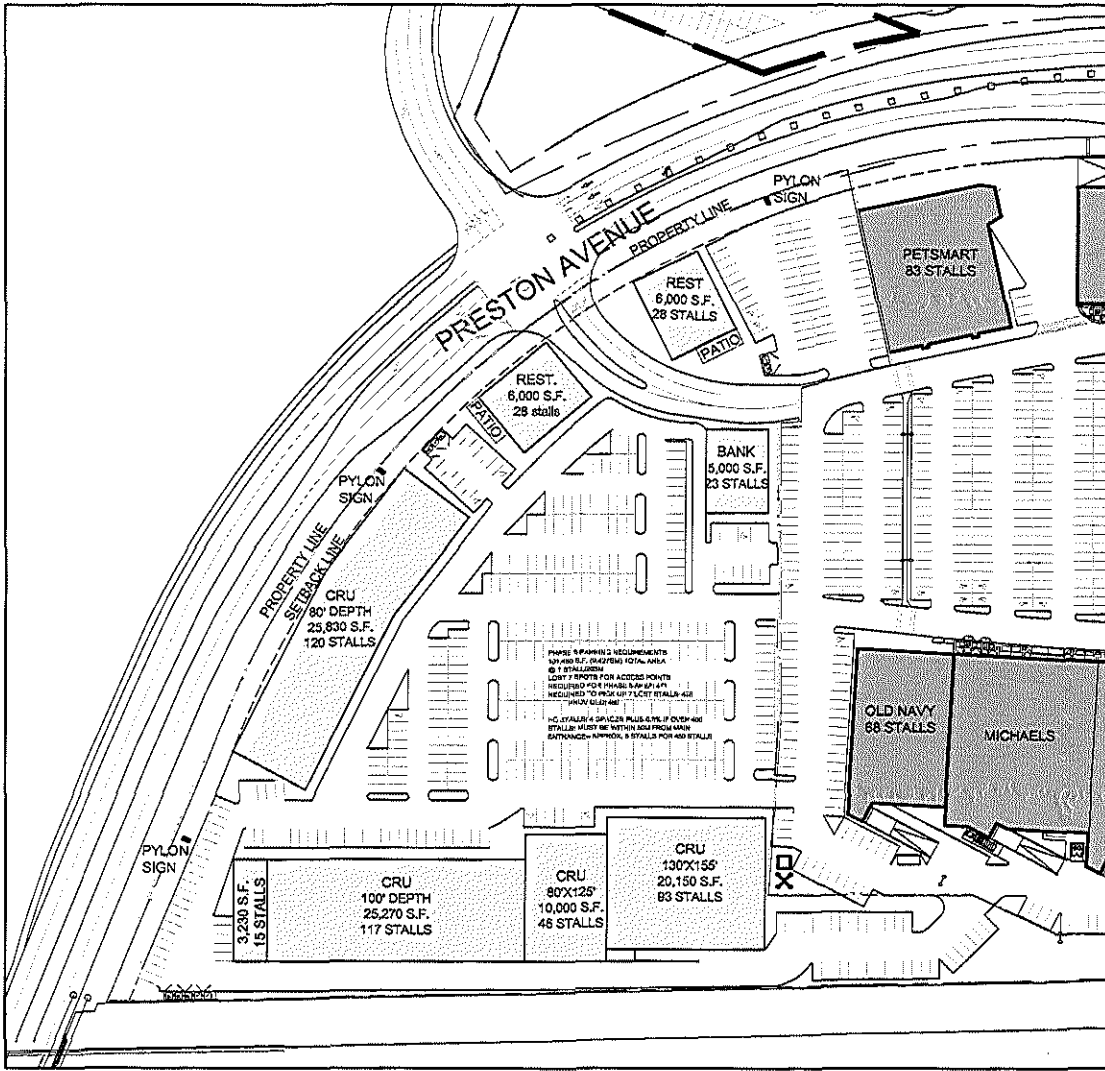 PYLON
SIGN
PROPERTY LINE
PRESTON AVENUE
PETSMART
83 STALLS
REST
6,000 S.F.
28 STALLS
PATIO
REST.
6,000 S.F.
28 stalls
PATIO
BANK
5,000 S.F.
23 STALLS
PYLON
SIGN
PROPERTY LINE
SETBACK LINE
CRU
80' DEPTH
25,830 S.F.
120 STALLS
OLD NAVY
68 STALLS
MICHAELS
PYLON
SIGN
3,230 S.F.
15 STALLS
CRU
100' DEPTH
25,270 S.F.
117 STALLS
CRU
80'X125'
10,000 S.F.
46 STALLS
CRU
130'X155'
20,150 S.F.
93 STALLS